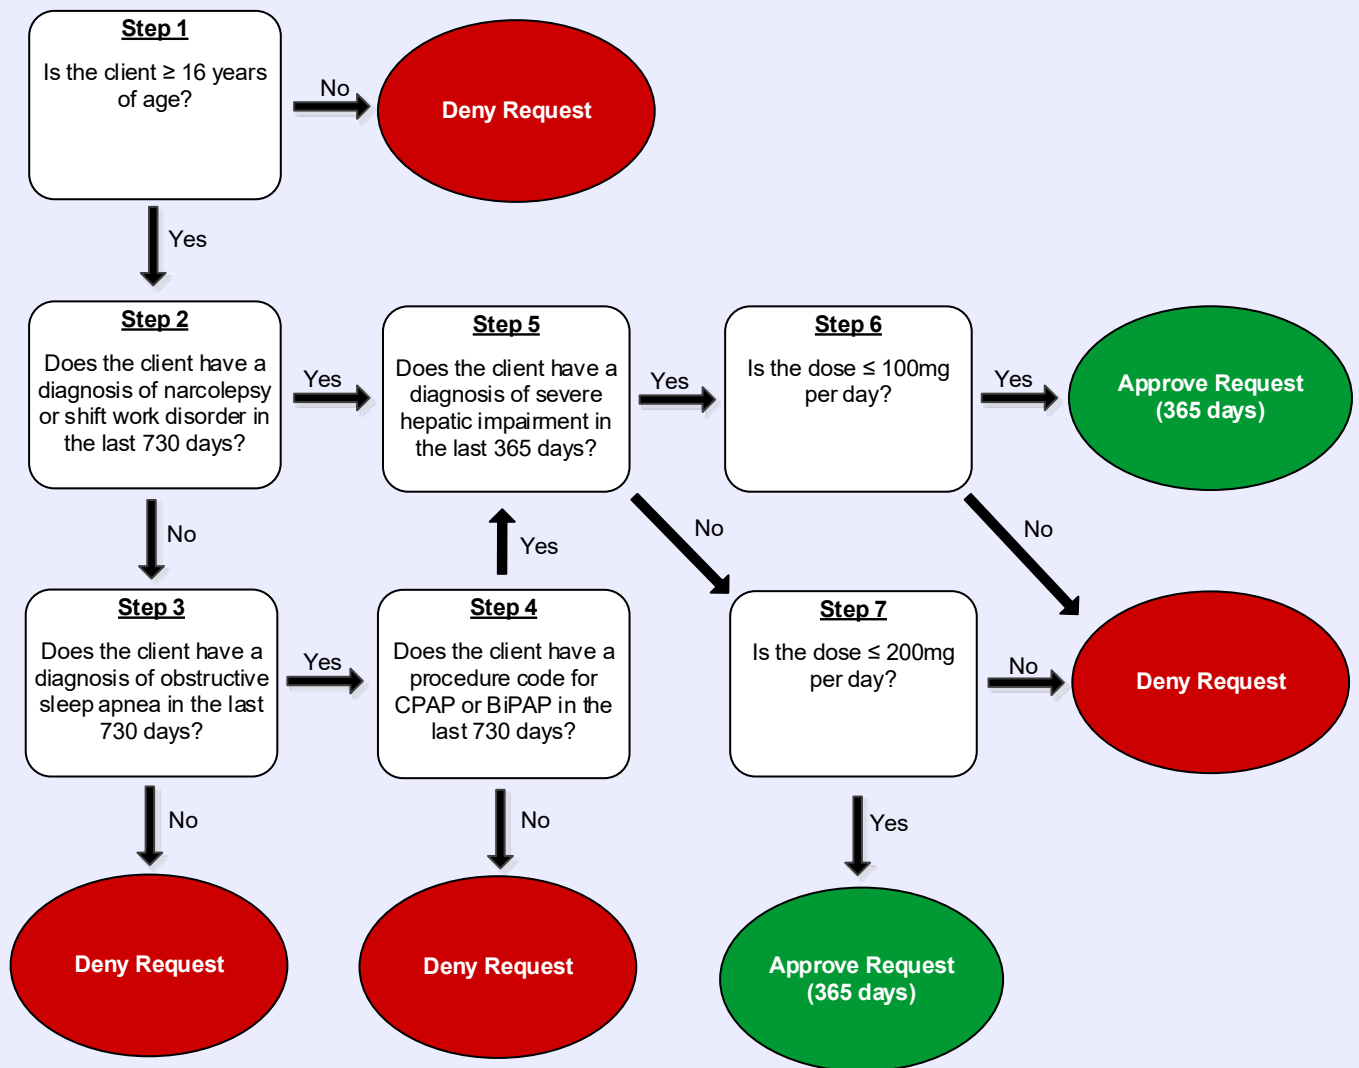 Step 1
Is the client ≥ 16 years
of age?
No
Deny Request
Yes
Step 2
Does the client have a
diagnosis of narcolepsy
or shift work disorder in
the last 730 days?
Yes
Step 5
Does the client have a
diagnosis of severe
hepatic impairment in
the last 365 days?
Yes
Step 6
Is the dose ≤ 100mg
per day?
Yes
Approve Request
(365 days)
No
Yes
No
No
Step 3
Does the client have a
diagnosis of obstructive
sleep apnea in the last
730 days?
Yes
Step 4
Does the client have a
procedure code for
CPAP or BiPAP in the
last 730 days?
Step 7
Is the dose ≤ 200mg
per day?
No
Deny Request
No
No
Yes
Deny Request
Deny Request
Approve Request
(365 days)